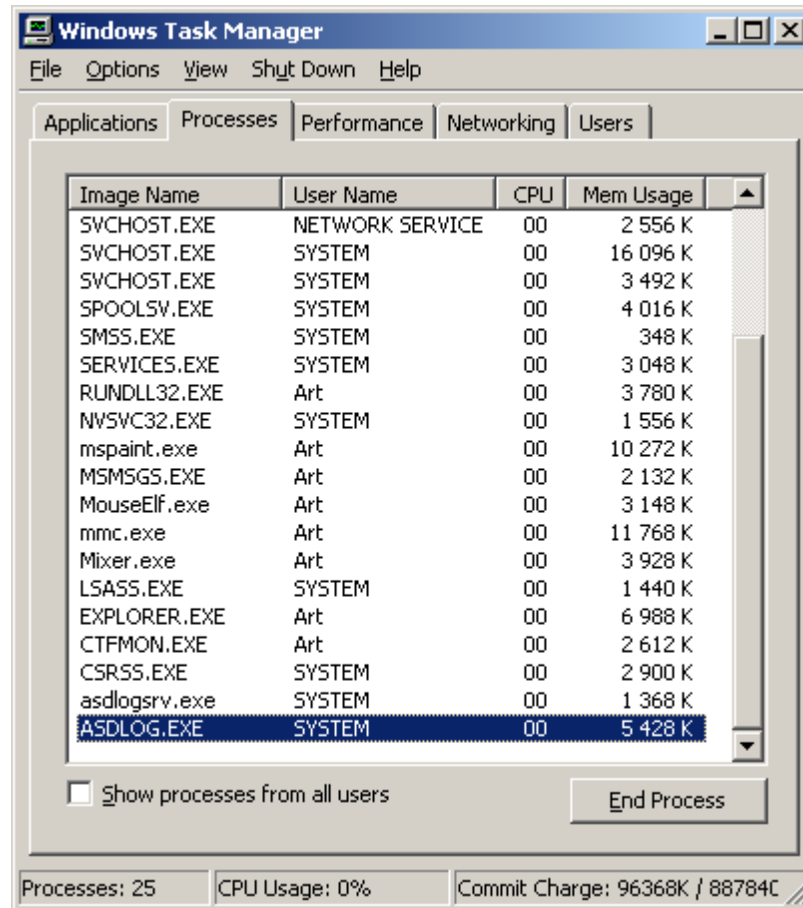 Windows Task Manager
File Options View Shut Down Help
Applications Processes Performance Networking Users
Image Name User Name CPU Mem Usage
SVCHOST.EXE NETWORK SERVICE 00 2 556 K
SVCHOST.EXE SYSTEM 00 16 096 K
SVCHOST.EXE SYSTEM 00 3 492 K
SPOOLSV.EXE SYSTEM 00 4 016 K
SMSS.EXE SYSTEM 00 348 K
SERVICES.EXE SYSTEM 00 3 048 K
RUNDLL32.EXE Art 00 3 780 K
NVSVC32.EXE SYSTEM 00 1 556 K
mspaint.exe Art 00 10 272 K
MSMSGS.EXE Art 00 2 132 K
MouseElf.exe Art 00 3 148 K
mmc.exe Art 00 11 768 K
Mixer.exe Art 00 3 928 K
LSASS.EXE SYSTEM 00 1 440 K
EXPLORER.EXE Art 00 6 988 K
CTFMON.EXE Art 00 2 612 K
CSRSS.EXE SYSTEM 00 2 900 K
asdlogsrv.exe SYSTEM 00 1 368 K
ASDLOG.EXE SYSTEM 00 5 428 K
Show processes from all users End Process
Processes: 25 CPU Usage: 0% Commit Charge: 96368K /